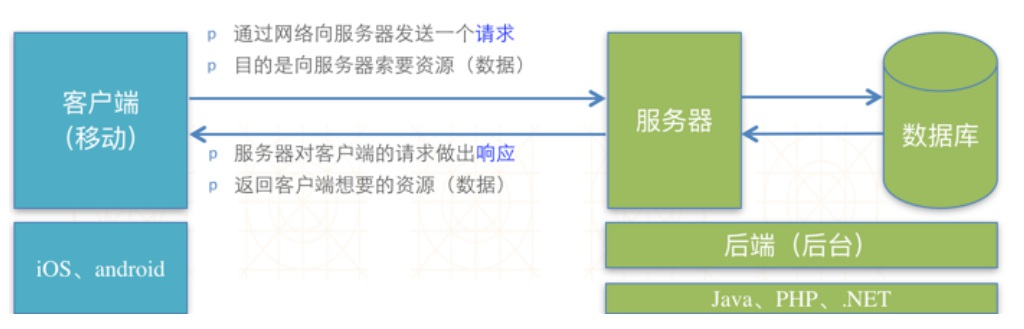 p 通过网络向服务器发送一个请求
p 目的是向服务器索要资源（数据）
客户端
（移动）
服务器
数据库
p 服务器对客户端的请求做出响应
p 返回客户端想要的资源（数据）
iOS、android
后端（后台）
Java、PHP、.NET